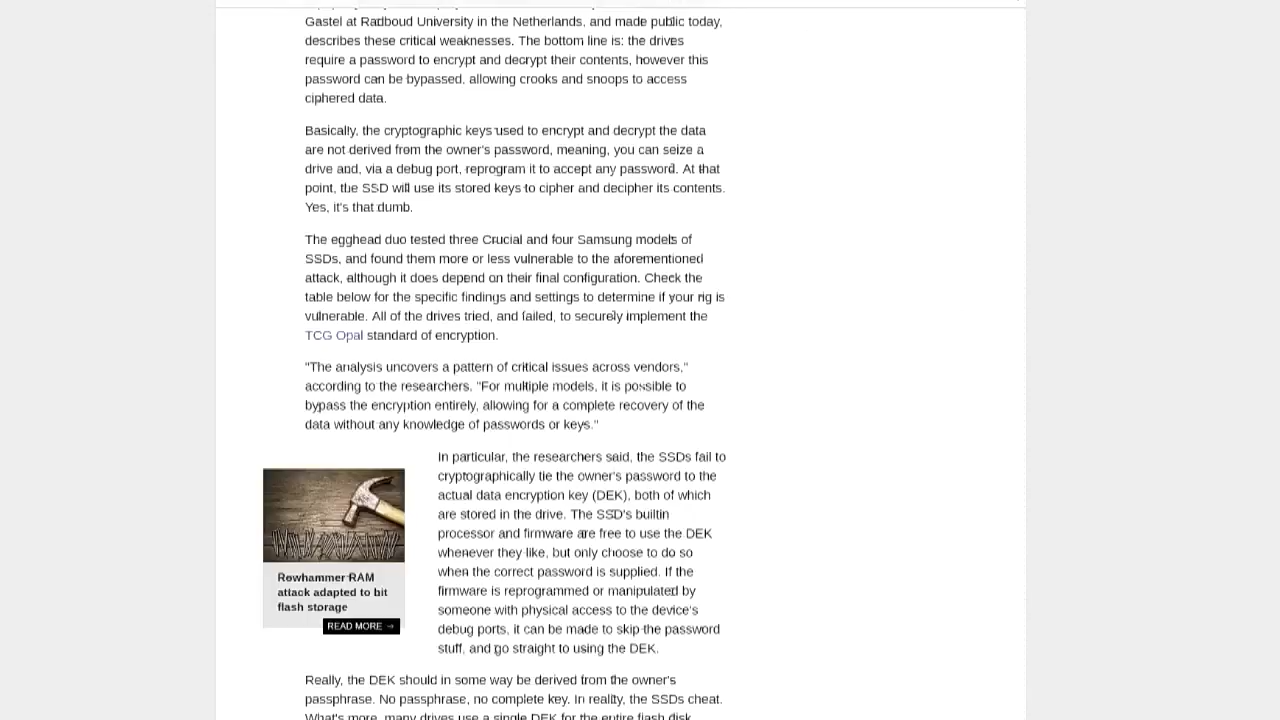 Gastel at Radboud University in the Netherlands, and made public today,
describes these critical weaknesses. The bottom line is: the drives
require a password to encrypt and decrypt their contents, however this
password can be bypassed, allowing crooks and snoops to access
ciphered data.
Basically, the cryptographic keys used to encrypt and decrypt the data
are not derived from the owner's password, meaning, you can seize a
drive and, via a debug port, reprogram it to accept any password. At that
point, the SSD will use its stored keys to cipher and decipher its contents.
Yes, it's that dumb.
The egghead duo tested three Crucial and four Samsung models of
SSDs, and found them more or less vulnerable to the aforementioned
attack, although it does depend on their final configuration. Check the
table below for the specific findings and settings to determine if your rig is
vulnerable. All of the drives tried, and failed, to securely implement the
TCG Opal standard of encryption.
"The analysis uncovers a pattern of critical issues across vendors,"
according to the researchers. "For multiple models, it is possible to
bypass the encryption entirely, allowing for a complete recovery of the
data without any knowledge of passwords or keys."
In particular, the researchers said, the SSDs fail to
cryptographically tie the owner's password to the
actual data encryption key (DEK), both of which
are stored in the drive. The SSD's builtin
processor and firmware are free to use the DEK
whenever they like, but only choose to do so
when the correct password is supplied. If the
firmware is reprogrammed or manipulated by
someone with physical access to the device's
debug ports, it can be made to skip the password
stuff, and go straight to using the DEK.
Rowhammer RAM
attack adapted to bit
flash storage
READ MORE →
Really, the DEK should in some way be derived from the owner's
passphrase. No passphrase, no complete key. In reality, the SSDs cheat.
What's more, many drives use a single DEK for the entire flash disk